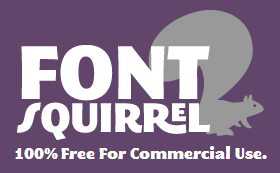 FONT
SQUIRREL
100% Free For Commercial Use.